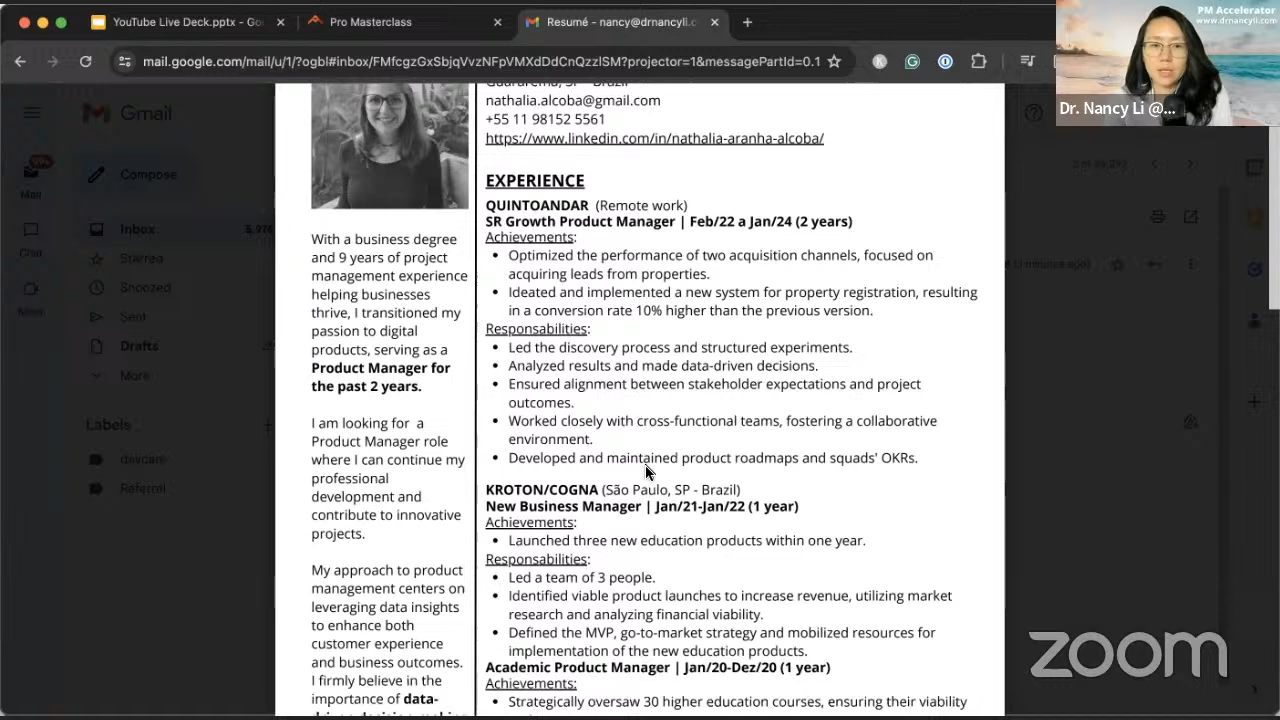 YouTube Live Deck.pptx - Go
Pro Masterclass
Resumé - nancy@drnancyli.c
PM Accelerator
www.drnancyli.com
mail.google.com/mail/u/1/?ogbl#inbox/FMfcgzGxSbjqVvzNFpVMXdDdCnQzzlSM?projector=1&messagePartId=0.1
Dr. Nancy Li @...
Gmail
Compose
Mail
Inbox
Chat
Starred
Snoozed
Meet
Sent
Drafts
More
Labels
daycare
Referral
nathalia.alcoba@gmail.com
+55 11 98152 5561
https://www.linkedin.com/in/nathalia-aranha-alcoba/
With a business degree
and 9 years of project
management experience
helping businesses
thrive, I transitioned my
passion to digital
products, serving as a
Product Manager for
the past 2 years.
I am looking for a
Product Manager role
where I can continue my
professional
development and
contribute to innovative
projects.
My approach to product
management centers on
leveraging data insights
to enhance both
customer experience
and business outcomes.
I firmly believe in the
importance of data-
EXPERIENCE
QUINTOANDAR (Remote work)
SR Growth Product Manager | Feb/22 a Jan/24 (2 years)
Achievements:
• Optimized the performance of two acquisition channels, focused on
acquiring leads from properties.
• Ideated and implemented a new system for property registration, resulting
in a conversion rate 10% higher than the previous version.
Responsabilities:
• Led the discovery process and structured experiments.
• Analyzed results and made data-driven decisions.
• Ensured alignment between stakeholder expectations and project
outcomes.
• Worked closely with cross-functional teams, fostering a collaborative
environment.
• Developed and maintained product roadmaps and squads' OKRs.
KROTON/COGNA (São Paulo, SP - Brazil)
New Business Manager | Jan/21-Jan/22 (1 year)
Achievements:
• Launched three new education products within one year.
Responsabilities:
• Led a team of 3 people.
• Identified viable product launches to increase revenue, utilizing market
research and analyzing financial viability.
• Defined the MVP, go-to-market strategy and mobilized resources for
implementation of the new education products.
Academic Product Manager | Jan/20-Dez/20 (1 year)
Achievements:
• Strategically oversaw 30 higher education courses, ensuring their viability
zoom